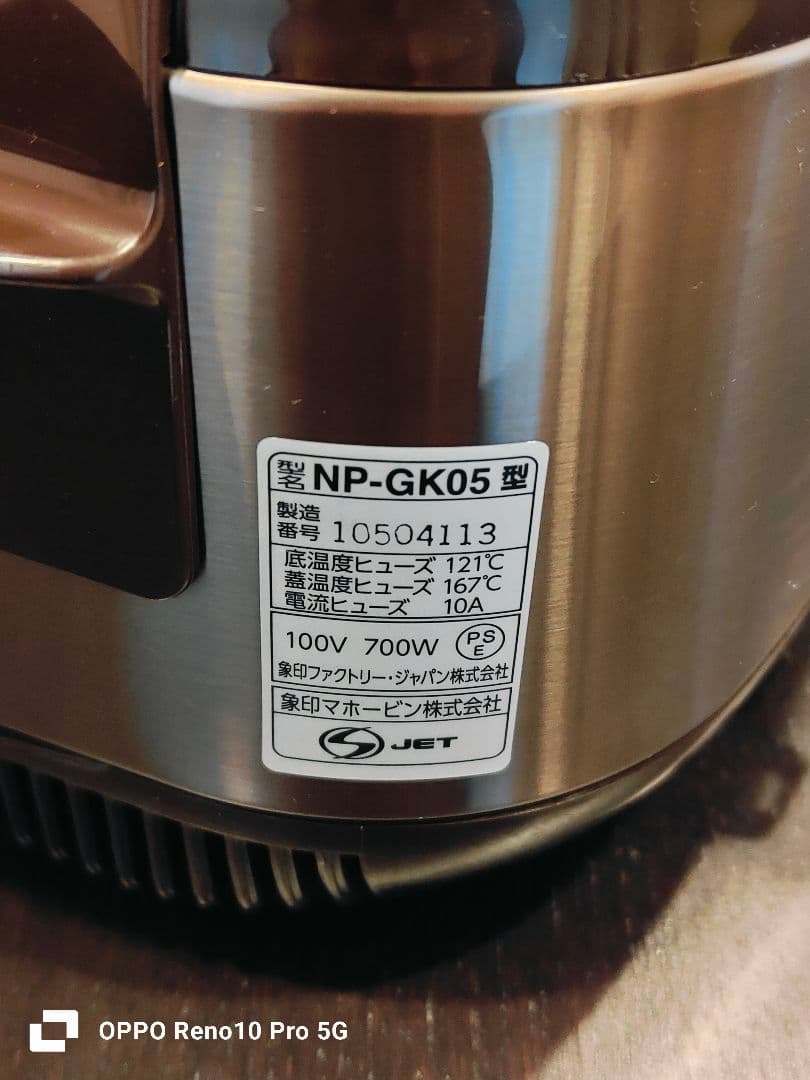 型名 NP-GK05 型
製造番号 10504113
底温度ヒューズ 121℃
蓋温度ヒューズ 167℃
電流ヒューズ 10A
100V 700W PSE
象印ファクトリー・ジャパン株式会社
象印マホービン株式会社
JET
OPPO Reno10 Pro 5G